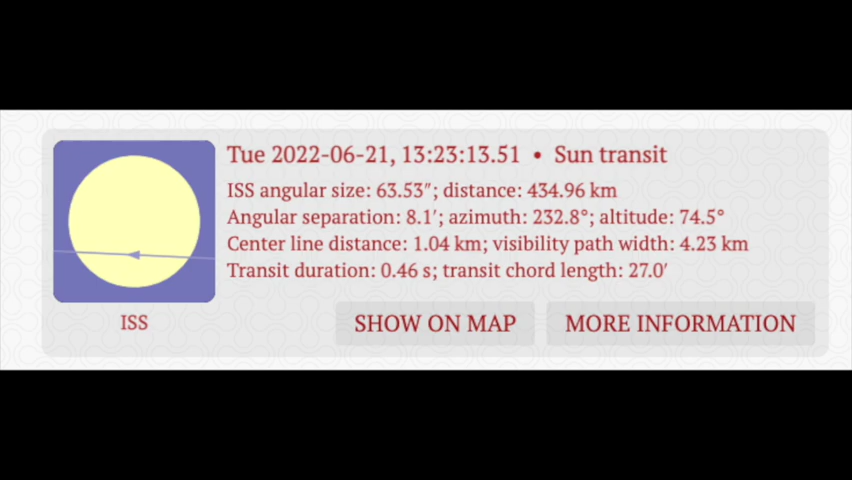 Tue 2022-06-21, 13:23:13.51 • Sun transit
ISS angular size: 63.53″; distance: 434.96 km
Angular separation: 8.1′; azimuth: 232.8°; altitude: 74.5°
Center line distance: 1.04 km; visibility path width: 4.23 km
Transit duration: 0.46 s; transit chord length: 27.0′
ISS
SHOW ON MAP
MORE INFORMATION